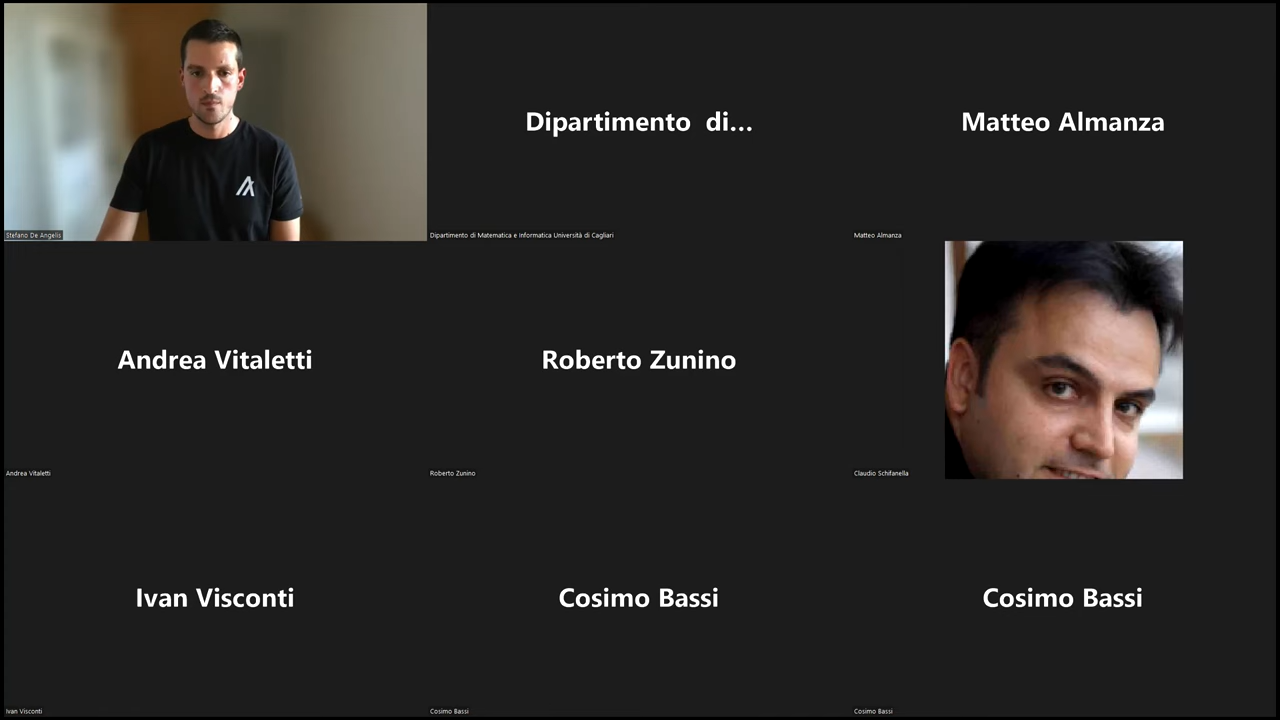 Stefano De Angelis
Dipartimento di...
Dipartimento di Matematica e Informatica Università di Cagliari
Matteo Almanza
Matteo Almanza
Andrea Vitaletti
Andrea Vitaletti
Roberto Zunino
Roberto Zunino
Claudio Schifanella
Ivan Visconti
Ivan Visconti
Cosimo Bassi
Cosimo Bassi
Cosimo Bassi
Cosimo Bassi